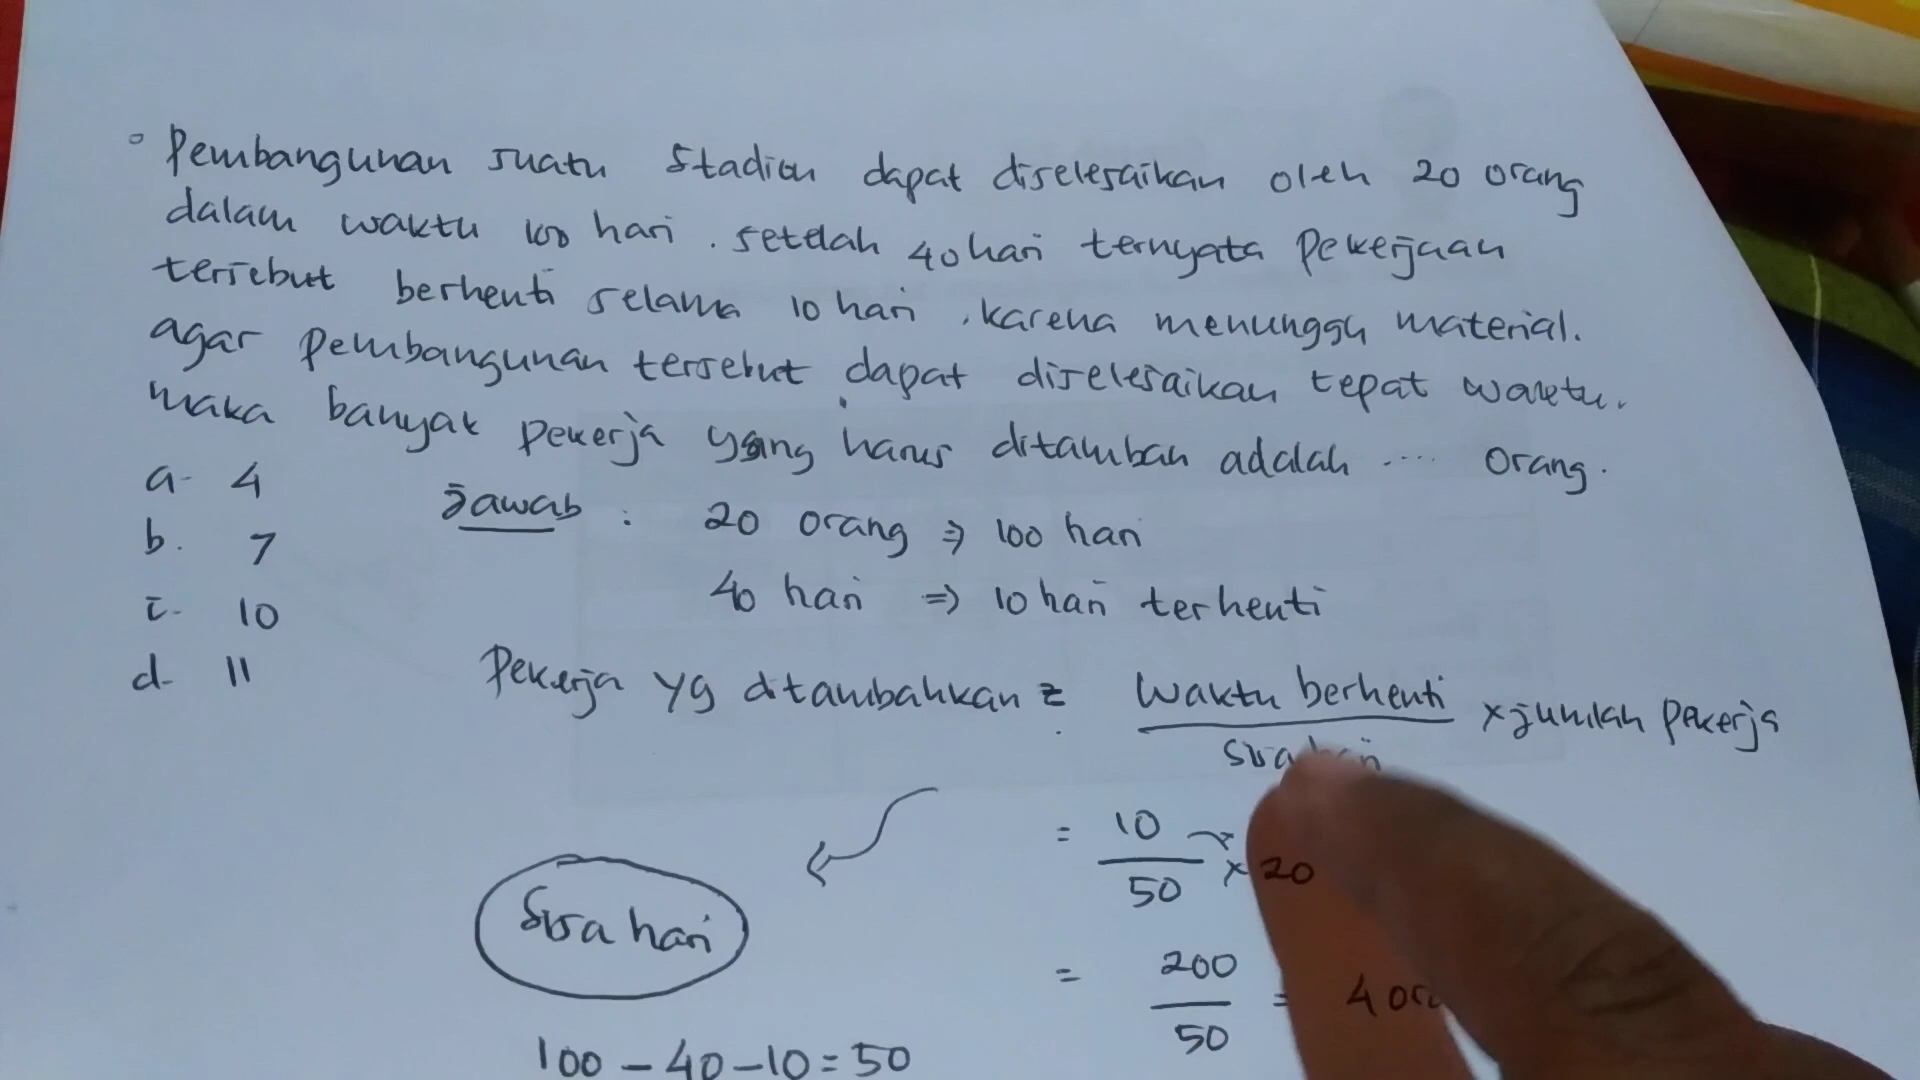 Pembangunan suatu Stadion dapat diselesaikan oleh 20 orang
dalam waktu 100 hari. setelah 40 hari ternyata Pekerjaan
tersebut berhenti selama 10 hari, karena menunggu material.
agar Pembangunan tersebut dapat diselesaikan tepat waktu.
maka banyak pekerja yang harus ditambah adalah .... orang.
a. 4
b. 7
c. 10
d. 11
Jawab : 20 orang ⇒ 100 hari
40 hari ⇒ 10 hari terhenti
Pekerja yg ditambahkan = Waktu berhenti × jumlah pekerja
= 10
50 × 20
= 200
50 = 4
Sisa hari
100 - 40 - 10 = 50